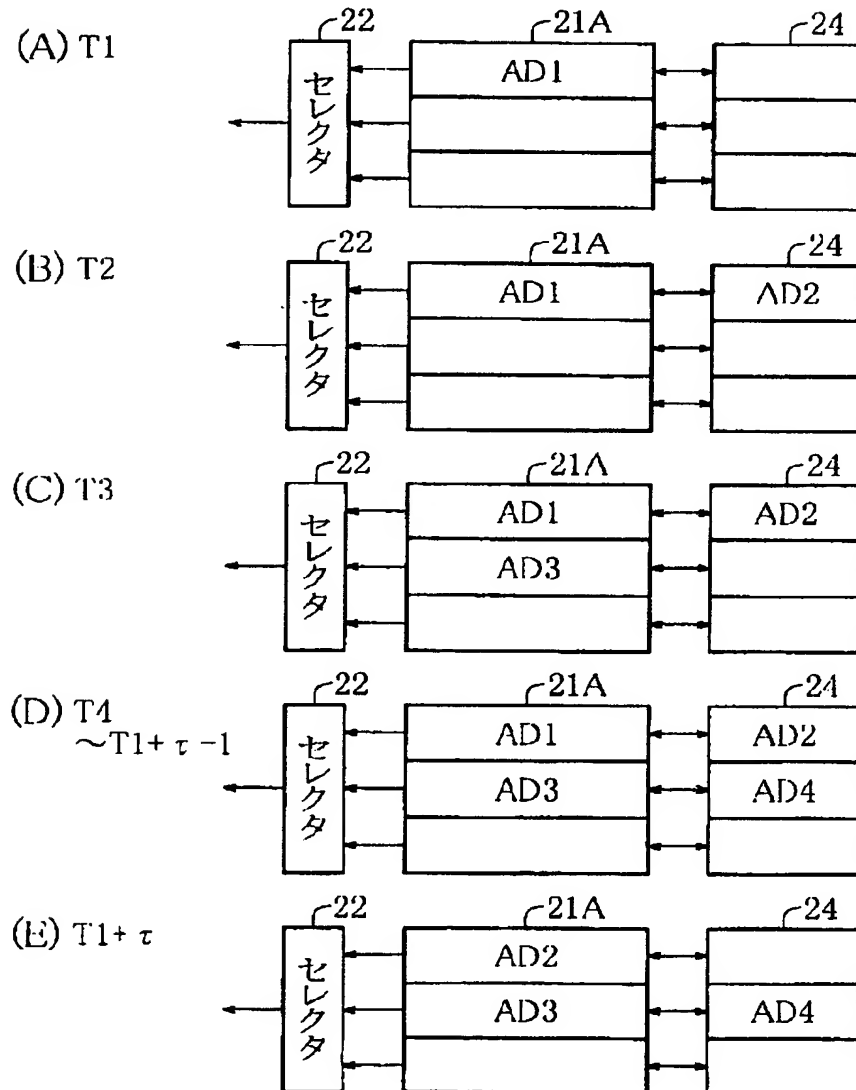 (A) T1
22
21A
24
セレクタ
AD1
(B) T2
22
21A
24
セレクタ
AD1
AD2
(C) T3
22
21A
24
セレクタ
AD1
AD2
AD3
(D) T4
~T1+ τ -1
22
21A
24
セレクタ
AD1
AD2
AD3
AD4
(E) T1+ τ
22
21A
24
セレクタ
AD2
AD3
AD4